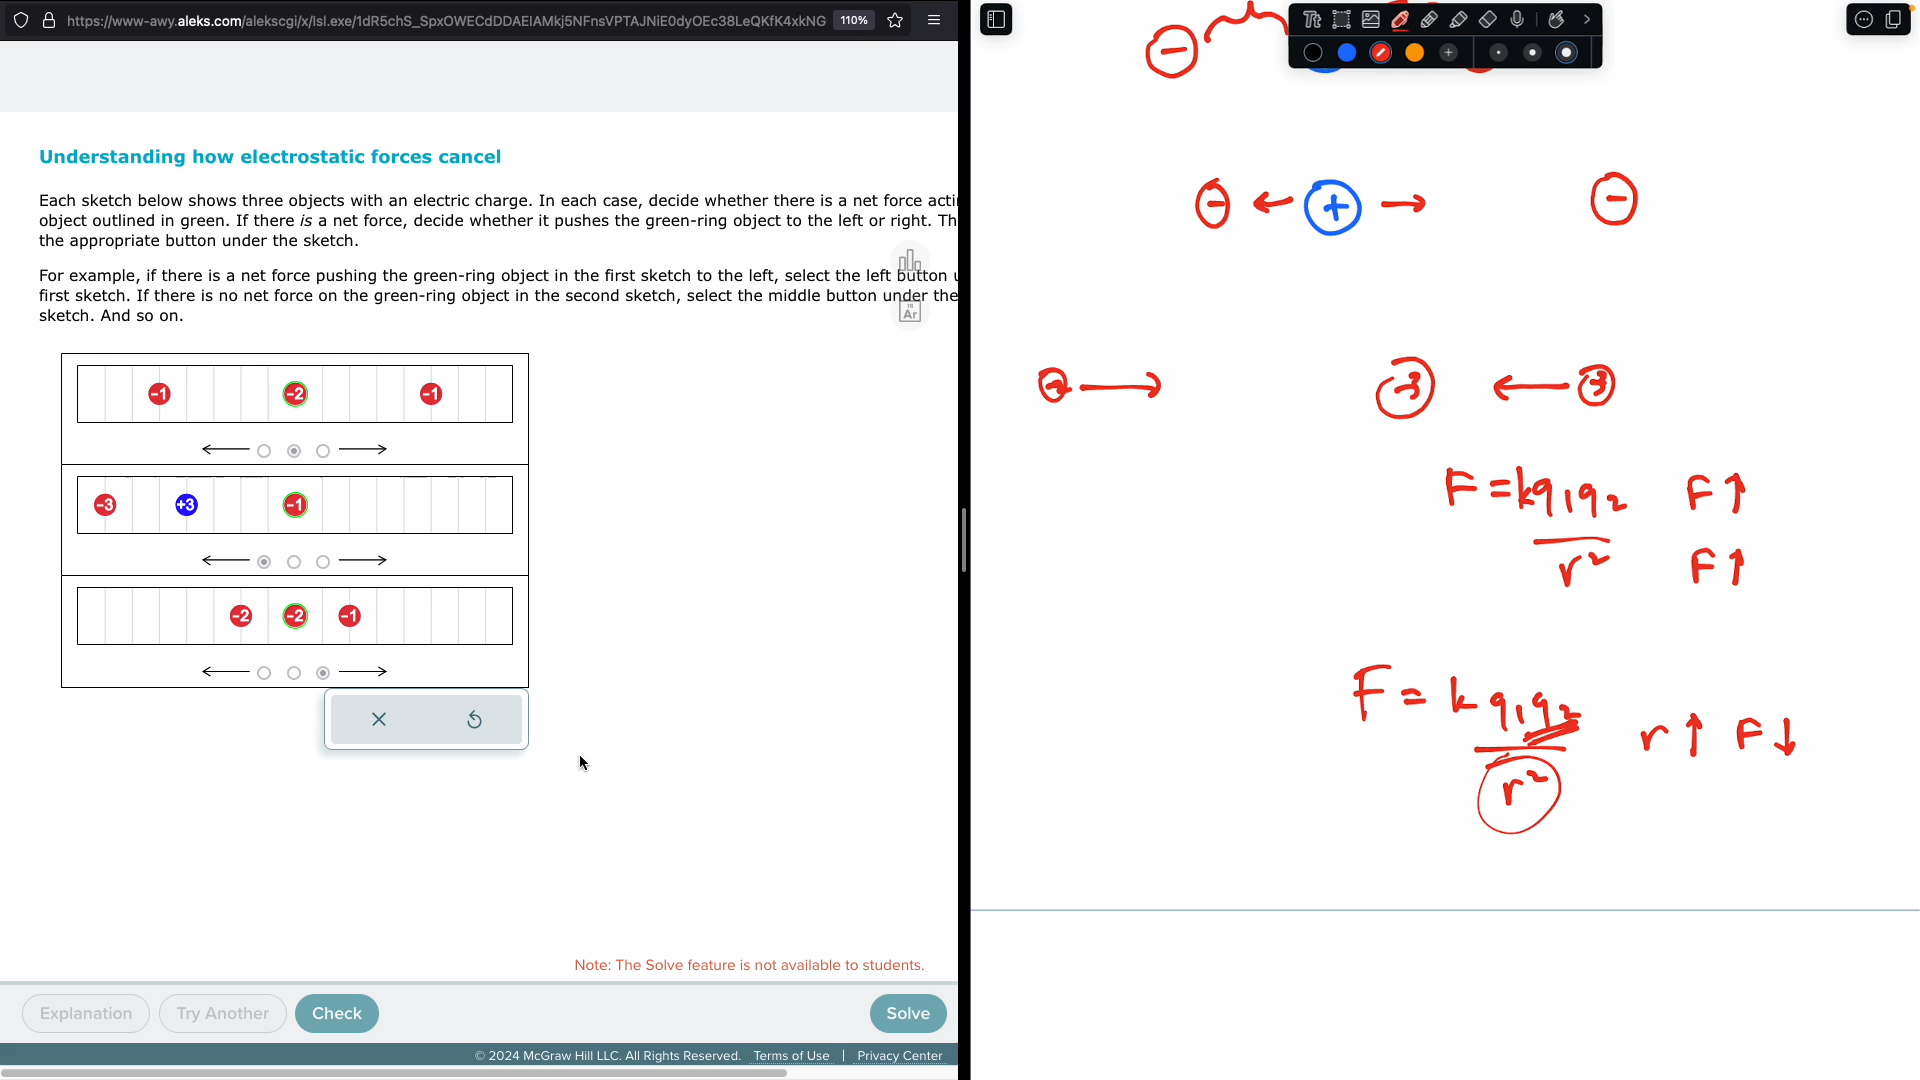 https://www-awy.aleks.com/alekscgi/x/Isl.exe/1dR5chS_SpxOWECdDDAEIAMkj5NFnsVPTAJNiE0dyOEc38LeQKfK4xkNG
110%
Understanding how electrostatic forces cancel
Each sketch below shows three objects with an electric charge. In each case, decide whether there is a net force acti
object outlined in green. If there is a net force, decide whether it pushes the green-ring object to the left or right. Th
the appropriate button under the sketch.
For example, if there is a net force pushing the green-ring object in the first sketch to the left, select the left button u
first sketch. If there is no net force on the green-ring object in the second sketch, select the middle button under the
sketch. And so on.
18
Ar
-1 -2 -1
-3 +3 -1
-2 -2 -1
Note: The Solve feature is not available to students.
Explanation
Try Another
Check
Solve
© 2024 McGraw Hill LLC. All Rights Reserved. Terms of Use | Privacy Center
Tt
−
− ← + → −
→ -3 ← -3
F = kq₁q₂ F↑
r² F↑
F = kq₁q₂ r↑ F↓
r²